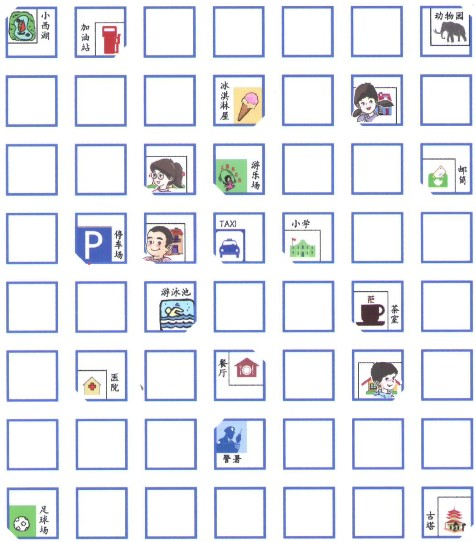 小西湖
加油站
动物园
冰淇淋屋
游乐场
邮筒
P
停车场
TAXI
小学
游泳池
茶
茶室
医院
餐厅
警署
足球场
古塔